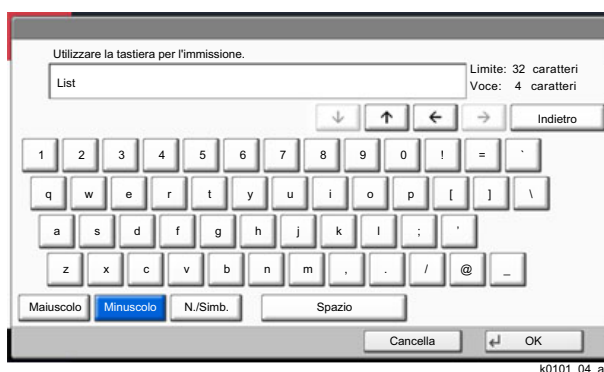 Utilizzare la tastiera per l'immissione.
List
Limite: 32 caratteri
Voce: 4 caratteri
Indietro
1 2 3 4 5 6 7 8 9 0 ! = `
q w e r t y u i o p [ ] \
a s d f g h j k l ; '
z x c v b n m , . / @ _
Maiuscolo Minuscolo N./Simb. Spazio
Cancella OK
k0101_04_a